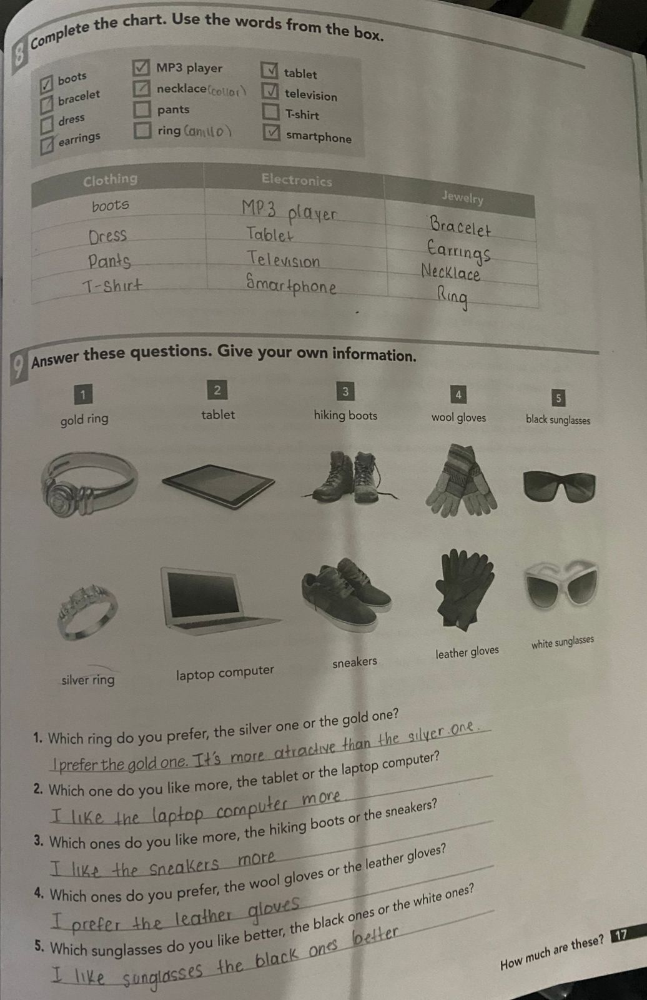 8 Complete the chart. Use the words from the box.
boots
bracelet
dress
earrings
MP3 player
necklace (collar)
pants
ring (anillo)
tablet
television
T-shirt
smartphone
Clothing Electronics Jewelry
boots MP3 player Bracelet
Dress Tablet Earrings
Pants Television Necklace
T-Shirt Smartphone Ring
9 Answer these questions. Give your own information.
1 2 3 4 5
gold ring tablet hiking boots wool gloves black sunglasses
silver ring laptop computer sneakers leather gloves white sunglasses
1. Which ring do you prefer, the silver one or the gold one?
I prefer the gold one. It's more atractive than the silver one.
2. Which one do you like more, the tablet or the laptop computer?
I like the laptop computer more
3. Which ones do you like more, the hiking boots or the sneakers?
I like the sneakers more
4. Which ones do you prefer, the wool gloves or the leather gloves?
I prefer the leather gloves
5. Which sunglasses do you like better, the black ones or the white ones?
I like sunglasses the black ones better
How much are these? 17